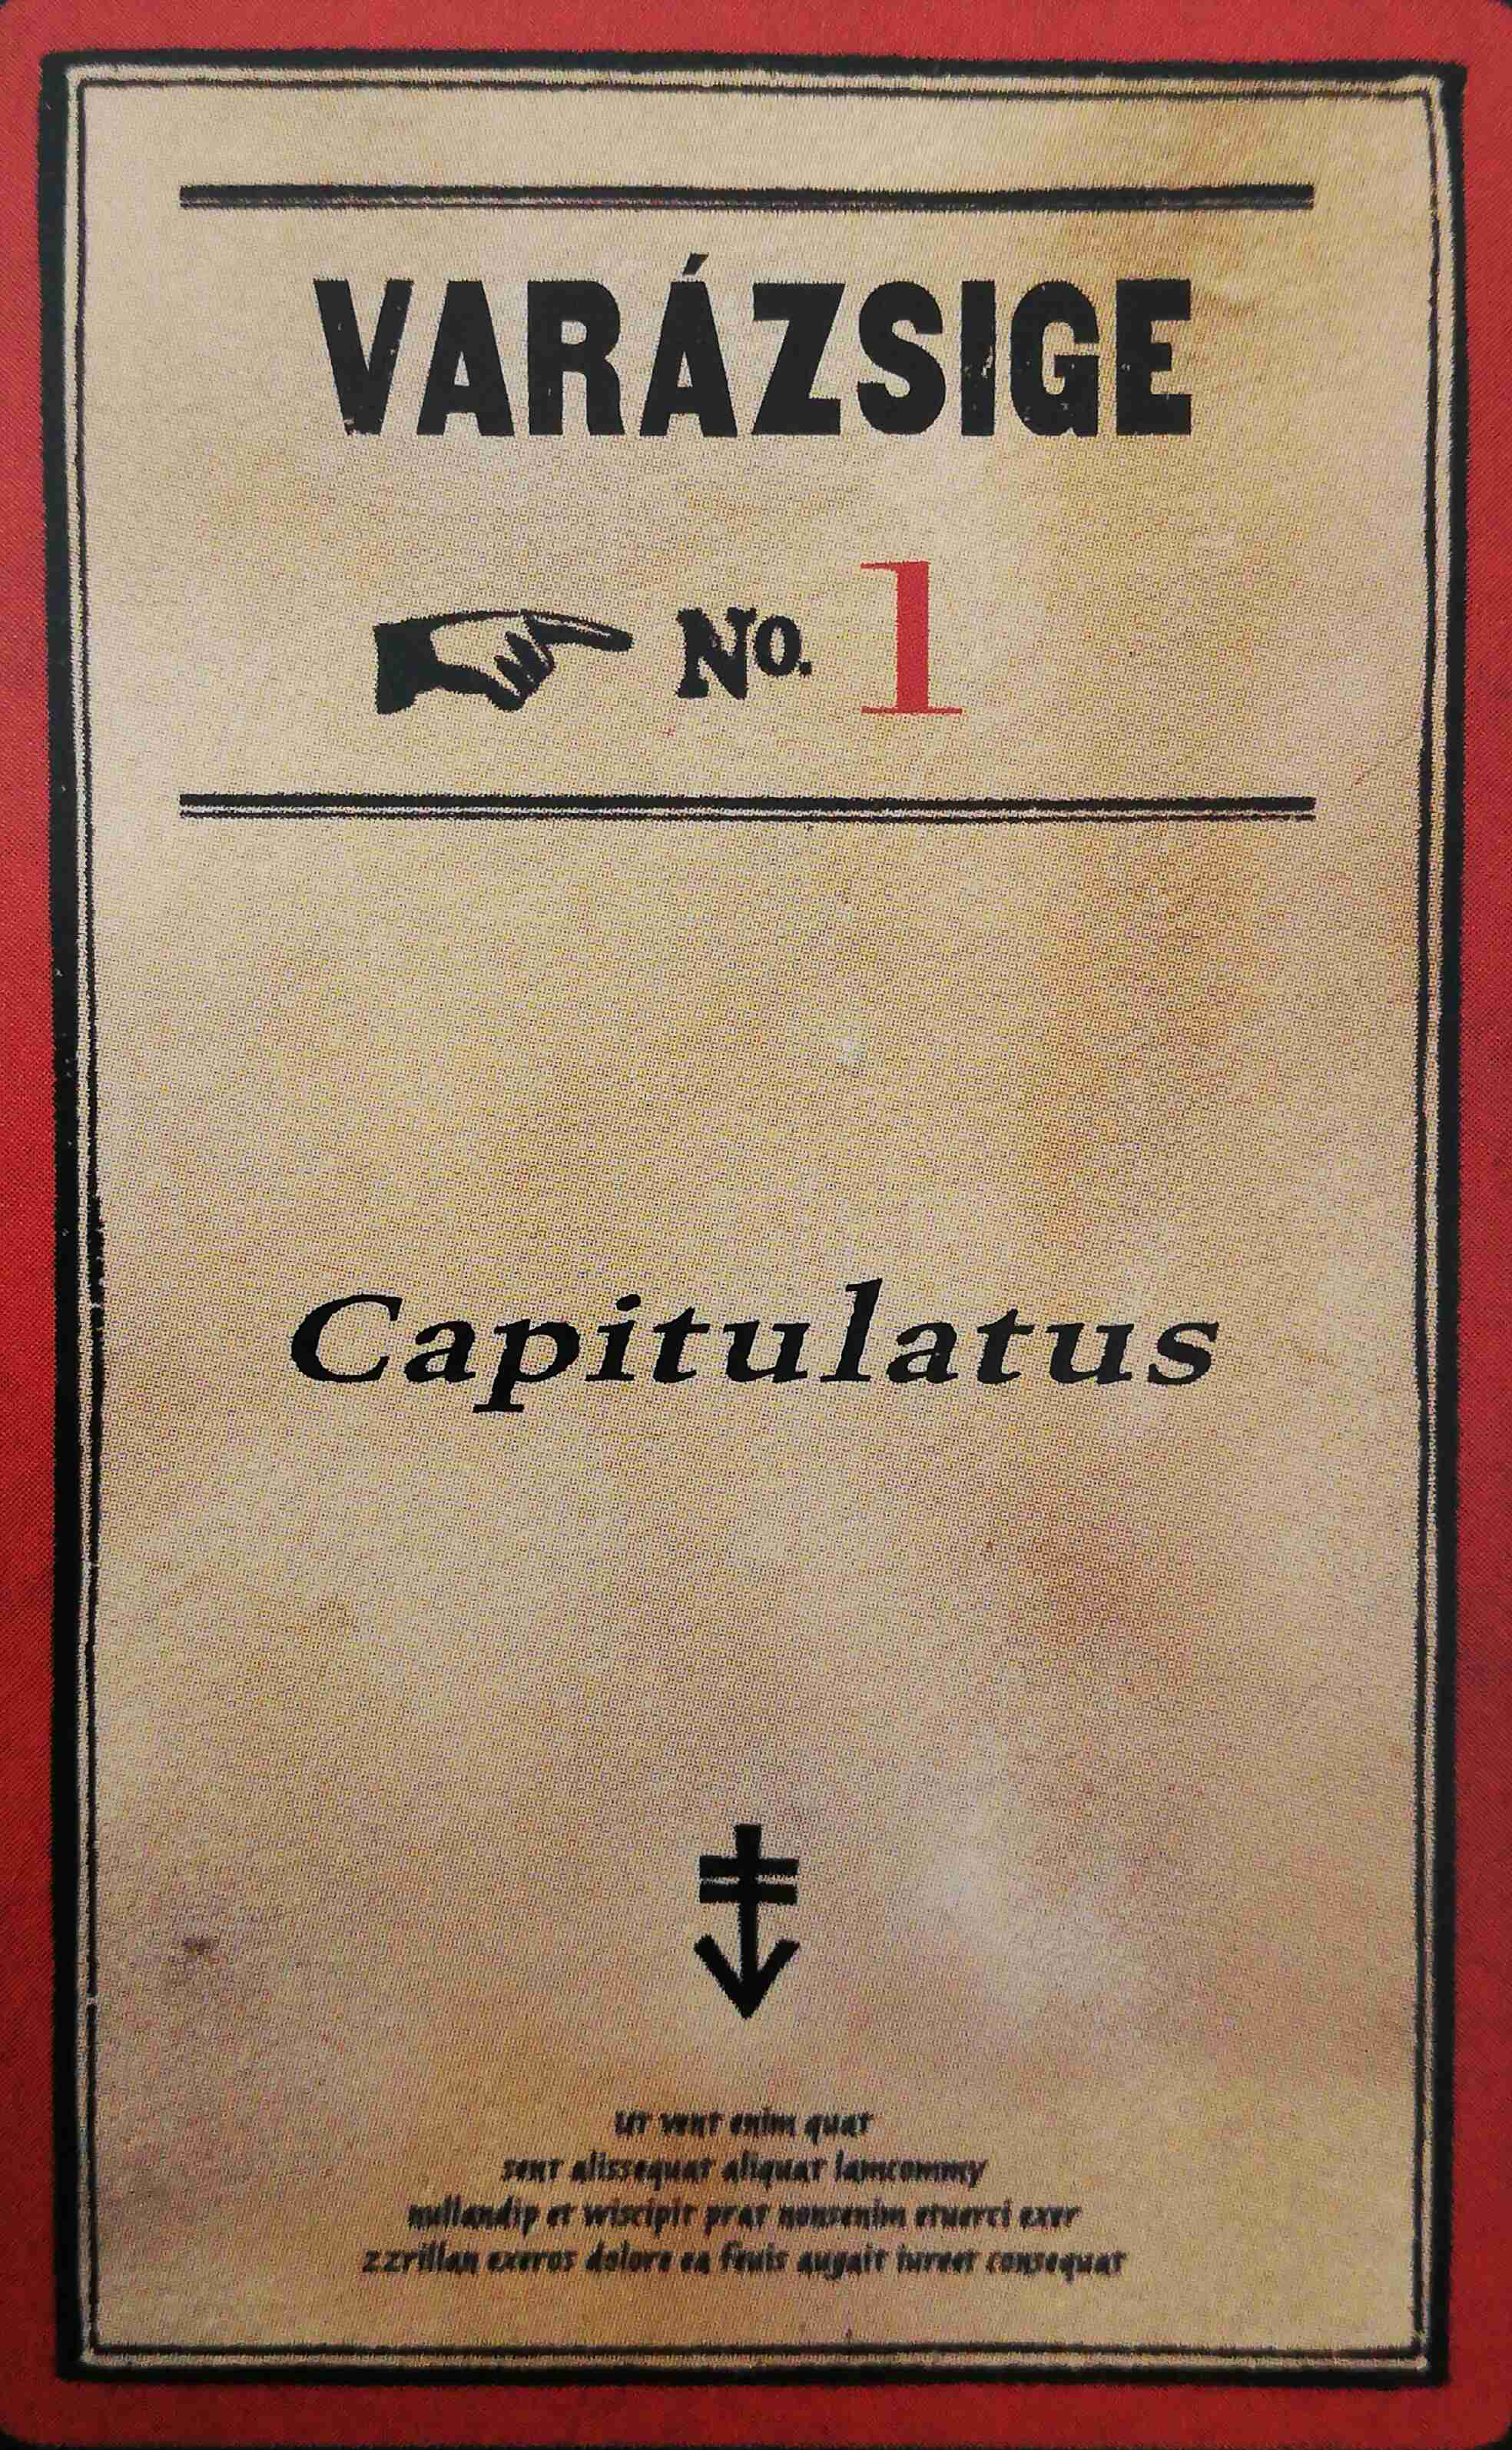 VARÁZSIGE
No. 1
Capitulatus
ut vent enim quat
sent alissequat aliquat lamcommy
nullandip et wiscipit prat nonsenim etuerci exer
zzrillan exeros dolore ea feuis augait iureet consequat